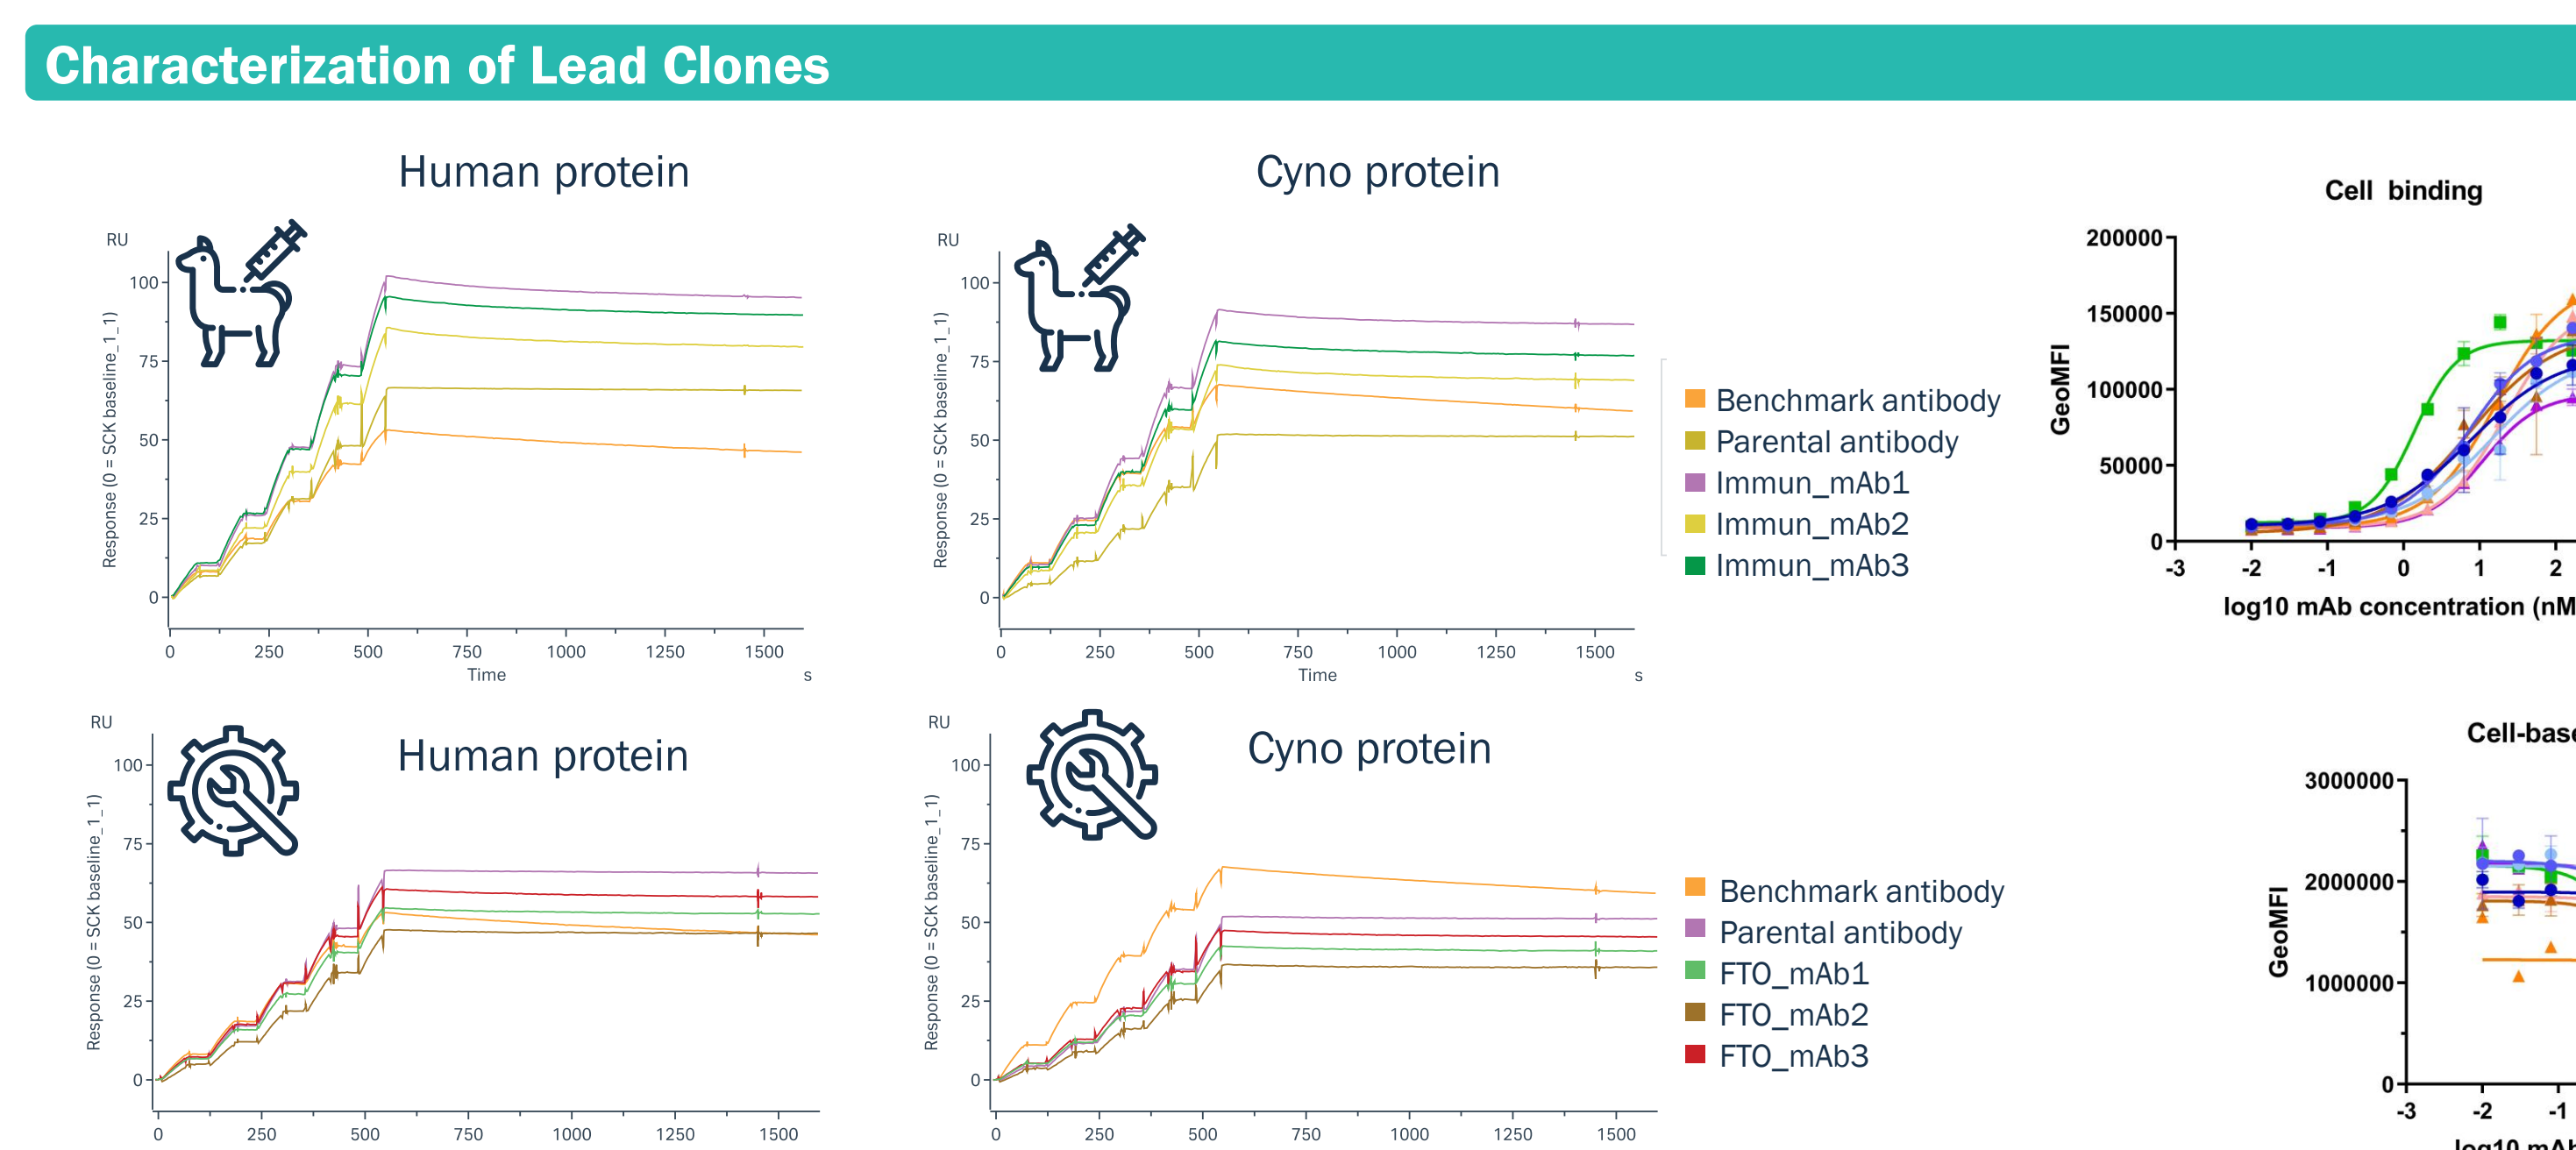 Characterization of Lead Clones
Human protein
RU
Response (0 = SCK baseline_1_1)
100
75
50
25
0
0 250 500 750 1000 1250 1500
Time s
Cyno protein
RU
Response (0 = SCK baseline_1_1)
100
75
50
25
0
0 250 500 750 1000 1250 1500
Time s
Benchmark antibody
Parental antibody
Immun_mAb1
Immun_mAb2
Immun_mAb3
Cell binding
GeoMFI
200000
150000
100000
50000
0
-3 -2 -1 0 1 2
log10 mAb concentration (nM
Human protein
RU
Response (0 = SCK baseline_1_1)
100
75
50
25
0
0 250 500 750 1000 1250 1500
Cyno protein
RU
Response (0 = SCK baseline_1_1)
100
75
50
25
0
0 250 500 750 1000 1250 1500
Benchmark antibody
Parental antibody
FTO_mAb1
FTO_mAb2
FTO_mAb3
Cell-base
GeoMFI
3000000
2000000
1000000
0
-3 -2 -1
log10 mAb